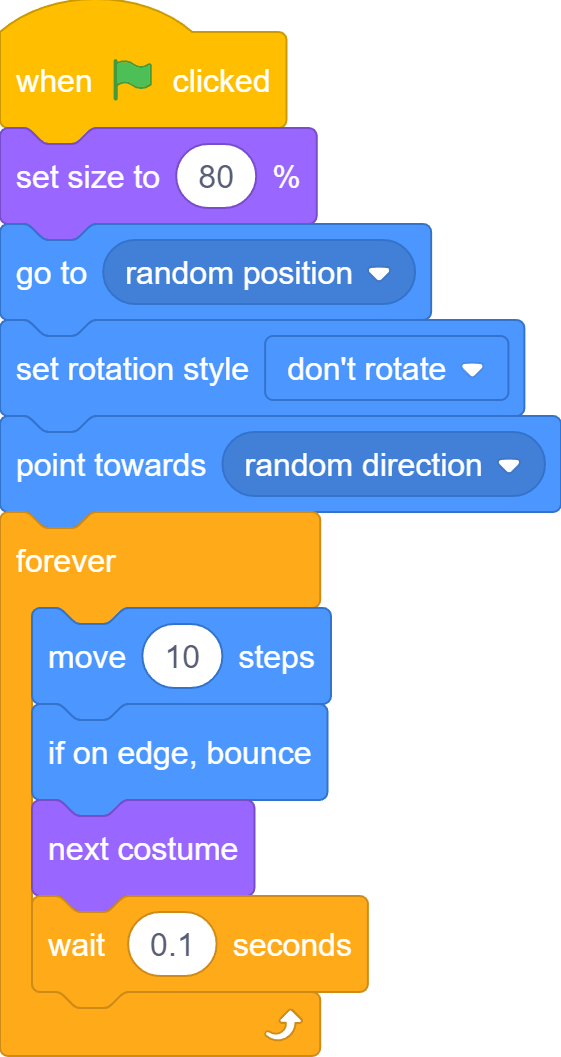 when clicked
set size to 80 %
go to random position
set rotation style don't rotate
point towards random direction
forever
move 10 steps
if on edge, bounce
next costume
wait 0.1 seconds